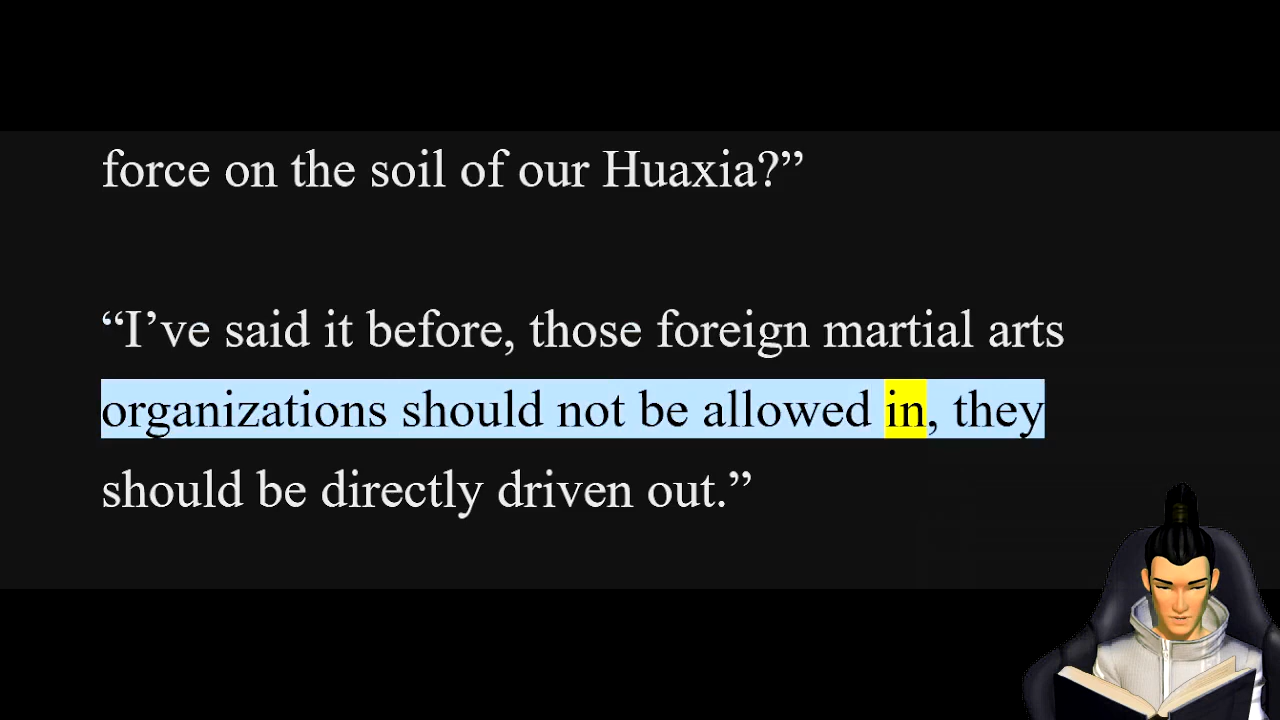 force on the soil of our Huaxia?”
“I’ve said it before, those foreign martial arts
organizations should not be allowed in, they
should be directly driven out.”